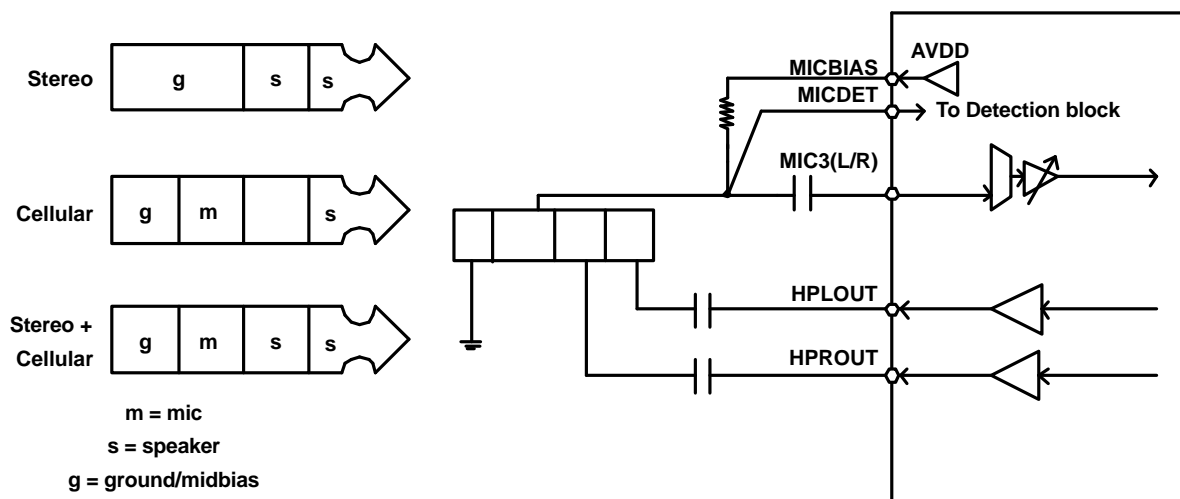 Stereo
g
s
s
Cellular
g
m
s
Stereo +
Cellular
g
m
s
s
m = mic
s = speaker
g = ground/midbias
AVDD
MICBIAS
MICDET
To Detection block
MIC3(L/R)
HPLOUT
HPROUT